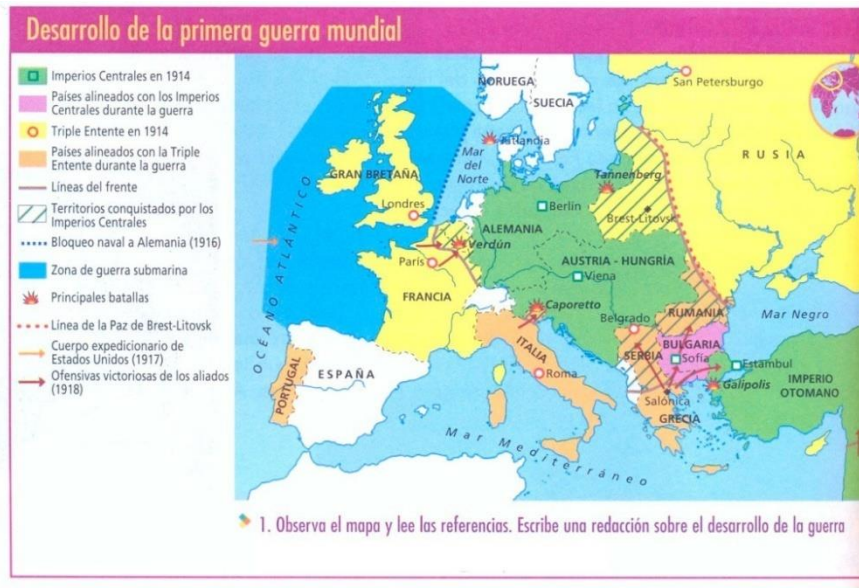 Desarrollo de la primera guerra mundial
Imperios Centrales en 1914
Países alineados con los Imperios
Centrales durante la guerra
Triple Entente en 1914
Países alineados con la Triple
Entente durante la guerra
Líneas del frente
Territorios conquistados por los
Imperios Centrales
Bloqueo naval a Alemania (1916)
Zona de guerra submarina
Principales batallas
Línea de la Paz de Brest-Litovsk
Cuerpo expedicionario de
Estados Unidos (1917)
Ofensivas victoriosas de los aliados
(1918)
NORUEGA
SUECIA
San Petersburgo
RUSIA
Jutlandia
Mar
del
Norte
GRAN BRETAÑA
Londres
Tannenberg
Berlín
Brest-Litovsk
ALEMANIA
Verdún
París
OCÉANO ATLÁNTICO
AUSTRIA - HUNGRÍA
Viena
FRANCIA
Caporetto
Belgrado
RUMANIA
Mar Negro
ITALIA
BULGARIA
SERBIA
Sofía
Estambul
PORTUGAL
ESPAÑA
Roma
Galípolis
IMPERIO
OTOMANO
Salónica
GRECIA
Mar Mediterráneo
1. Observa el mapa y lee las referencias. Escribe una redacción sobre el desarrollo de la guerra